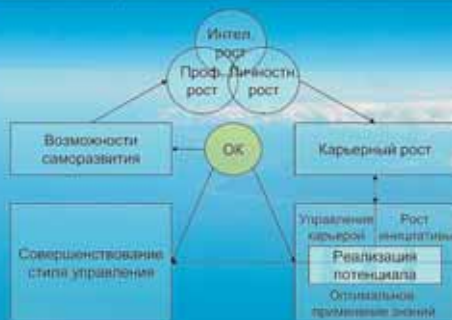 Интел.
рост
Проф.
рост
Личностн.
рост
Возможности
саморазвития
ОК
Карьерный рост
Совершенствование
стиля управления
Управления
карьерой
Рост
инициативы
Реализация
потенциала
Оптимальное
применение знаний